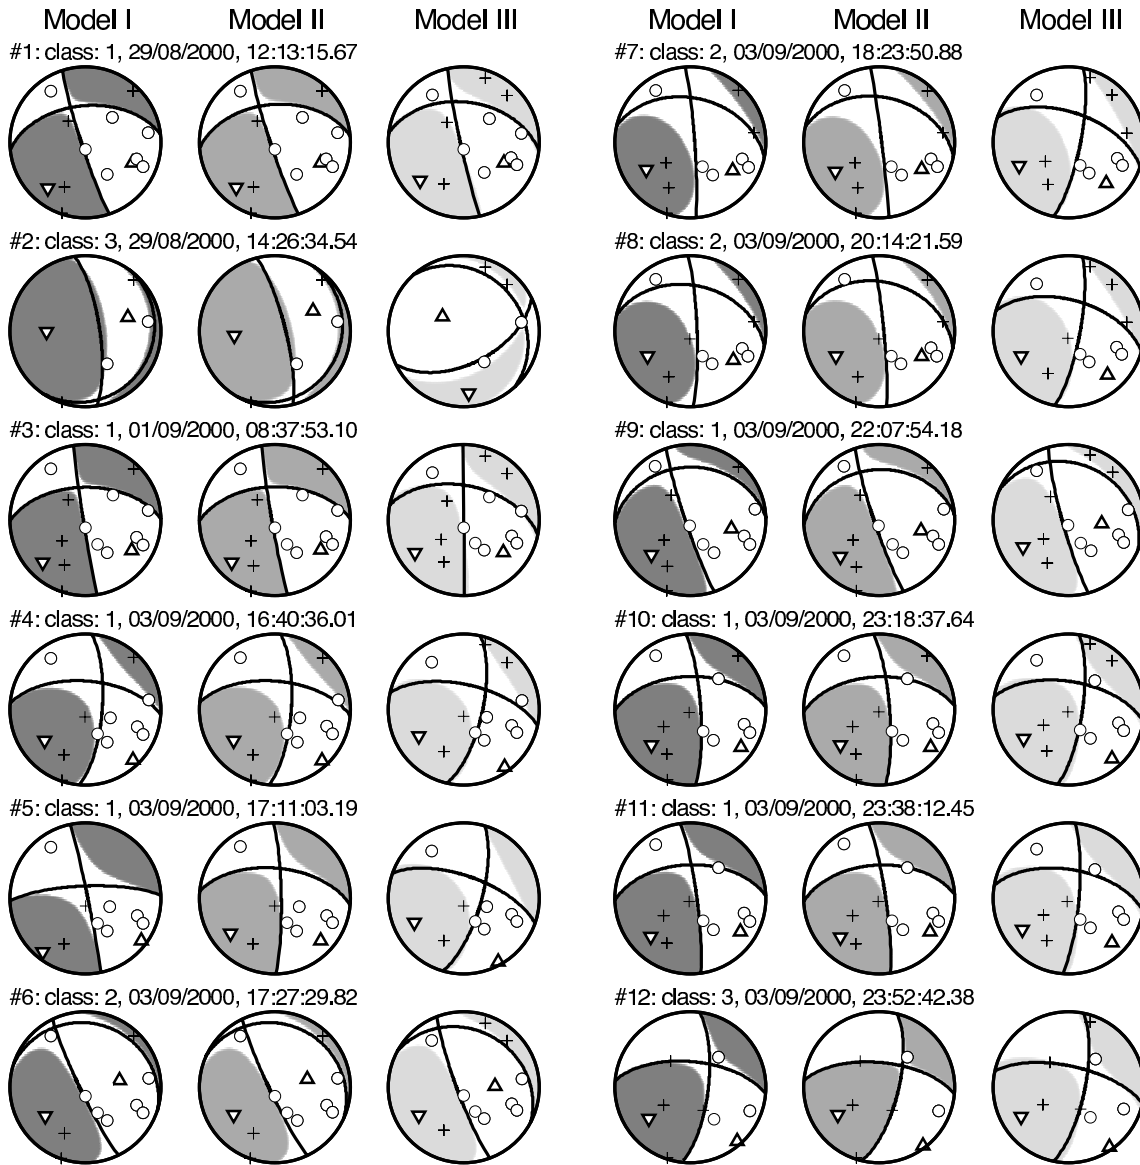 Model I Model II Model III Model I Model II Model III
#1: class: 1, 29/08/2000, 12:13:15.67
#7: class: 2, 03/09/2000, 18:23:50.88
#2: class: 3, 29/08/2000, 14:26:34.54
#8: class: 2, 03/09/2000, 20:14:21.59
#3: class: 1, 01/09/2000, 08:37:53.10
#9: class: 1, 03/09/2000, 22:07:54.18
#4: class: 1, 03/09/2000, 16:40:36.01
#10: class: 1, 03/09/2000, 23:18:37.64
#5: class: 1, 03/09/2000, 17:11:03.19
#11: class: 1, 03/09/2000, 23:38:12.45
#6: class: 2, 03/09/2000, 17:27:29.82
#12: class: 3, 03/09/2000, 23:52:42.38